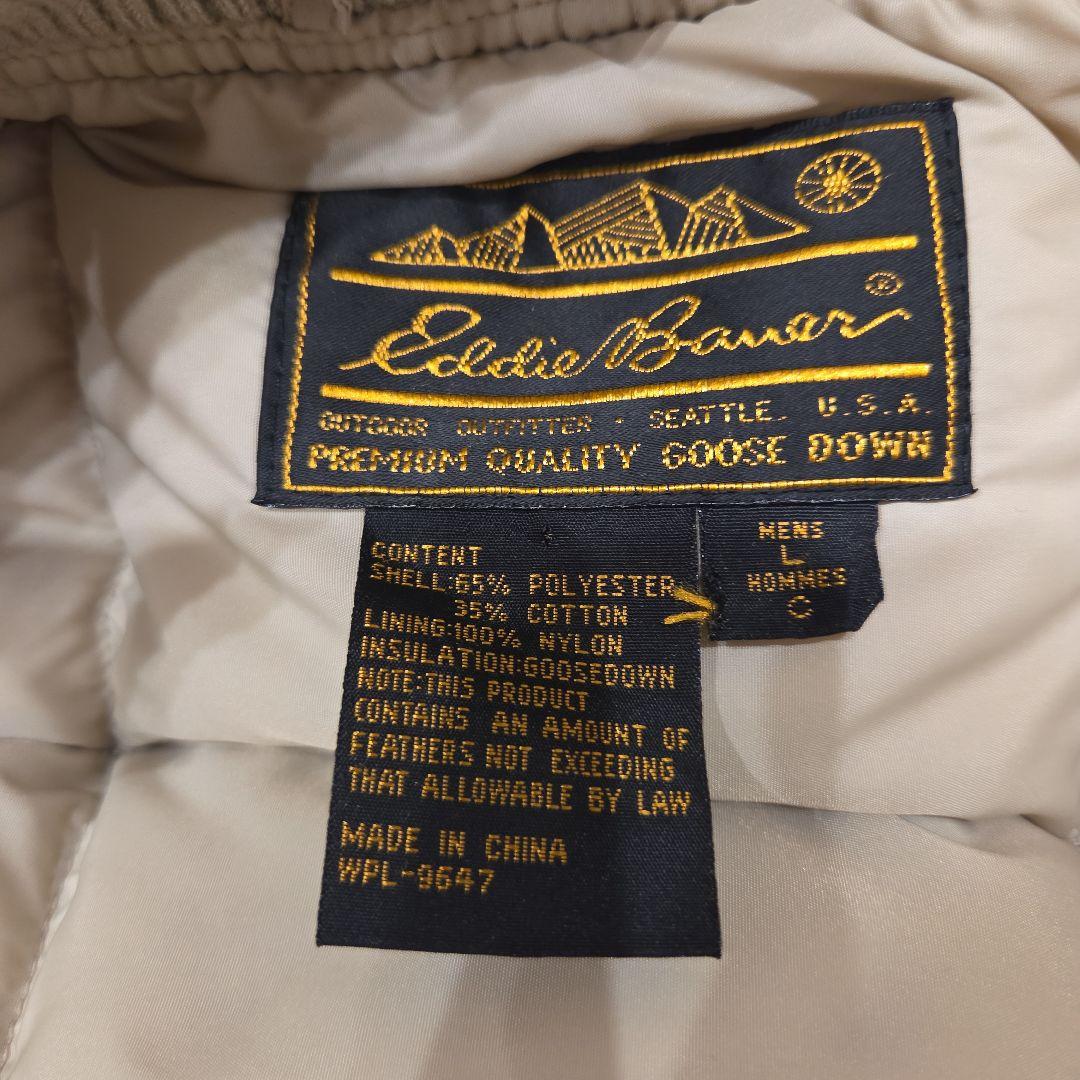 Eddie Bauer ®
OUTDOOR OUTFITTER - SEATTLE. U.S.A.
PREMIUM QUALITY GOOSE DOWN
CONTENT
SHELL:65% POLYESTER
35% COTTON
LINING:100% NYLON
INSULATION:GOOSEDOWN
NOTE:THIS PRODUCT
CONTAINS AN AMOUNT OF
FEATHERS NOT EXCEEDING
THAT ALLOWABLE BY LAW
MADE IN CHINA
WPL-9647
MENS
L
HOMMES
G